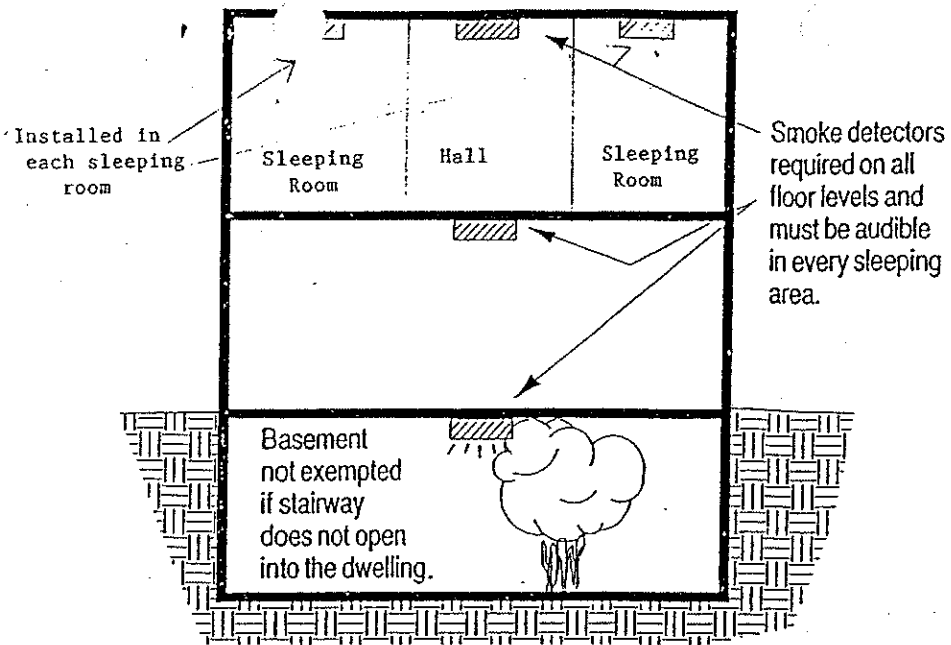 Installed in
each sleeping
room
Sleeping
Room
Hall
Sleeping
Room
Smoke detectors
required on all
floor levels and
must be audible
in every sleeping
area.
Basement
not exempted
if stairway
does not open
into the dwelling.